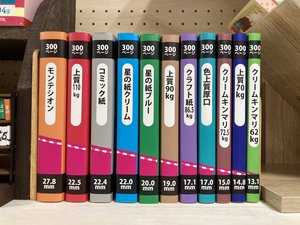 300
ページ
モンテシオン
27.8
mm
300
ページ
上質
110
kg
22.5
mm
300
ページ
コミック紙
22.4
mm
300
ページ
星の紙クリーム
22.0
mm
300
ページ
星の紙ブルー
20.0
mm
300
ページ
上質
90
kg
19.0
mm
300
ページ
クラフト紙
86.5
kg
17.1
mm
300
ページ
色上質厚口
17.0
mm
300
ページ
クリームキンマリ
72.5
kg
15.0
mm
300
ページ
上質
70
kg
14.8
mm
300
ページ
クリームキンマリ
62
kg
13.1
mm